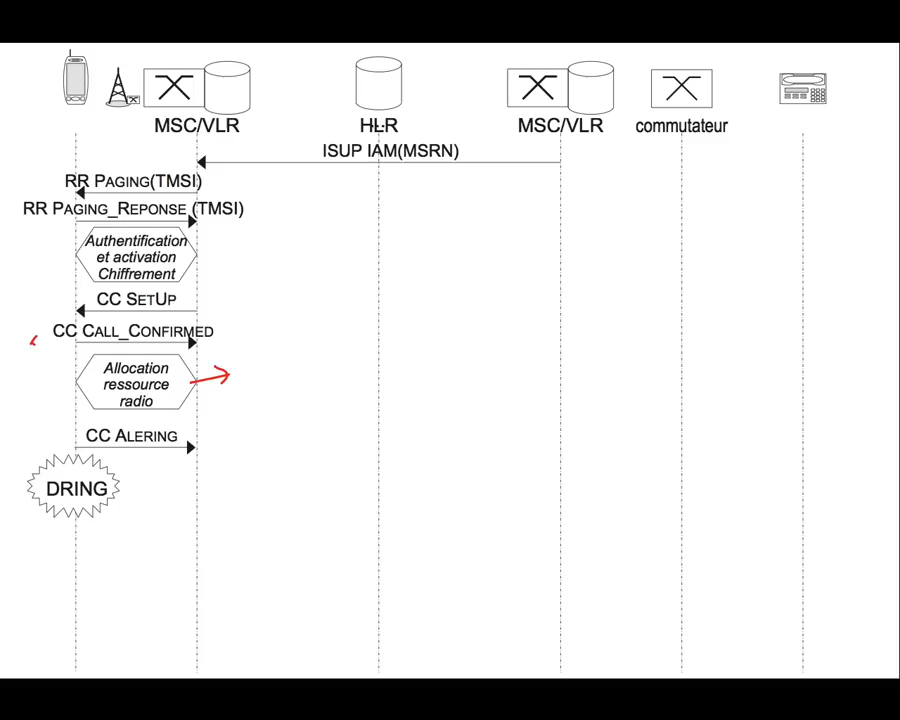 MSC/VLR
HLR
MSC/VLR
commutateur
ISUP IAM(MSRN)
RR PAGING(TMSI)
RR PAGING_REPONSE (TMSI)
Authentification
et activation
Chiffrement
CC SETUP
CC CALL_CONFIRMED
Allocation
ressource
radio
CC ALERING
DRING